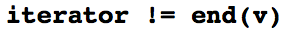 iterator != end(v)